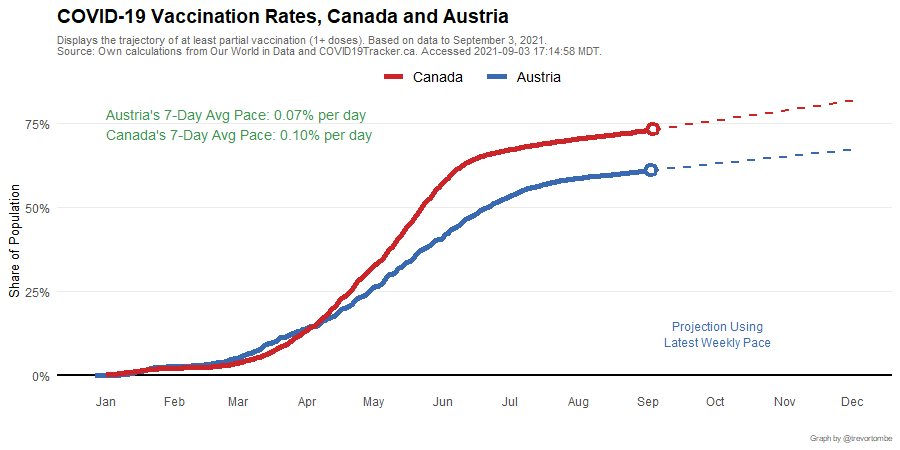 COVID-19 Vaccination Rates, Canada and Austria
Displays the trajectory of at least partial vaccination (1+ doses). Based on data to September 3, 2021.
Source: Own calculations from Our World in Data and COVID19Tracker.ca. Accessed 2021-09-03 17:14:58 MDT.
Canada Austria
Austria's 7-Day Avg Pace: 0.07% per day
Canada's 7-Day Avg Pace: 0.10% per day
75%
50%
25%
0%
Share of Population
Projection Using
Latest Weekly Pace
Jan Feb Mar Apr May Jun Jul Aug Sep Oct Nov Dec
Graph by @trevortombe